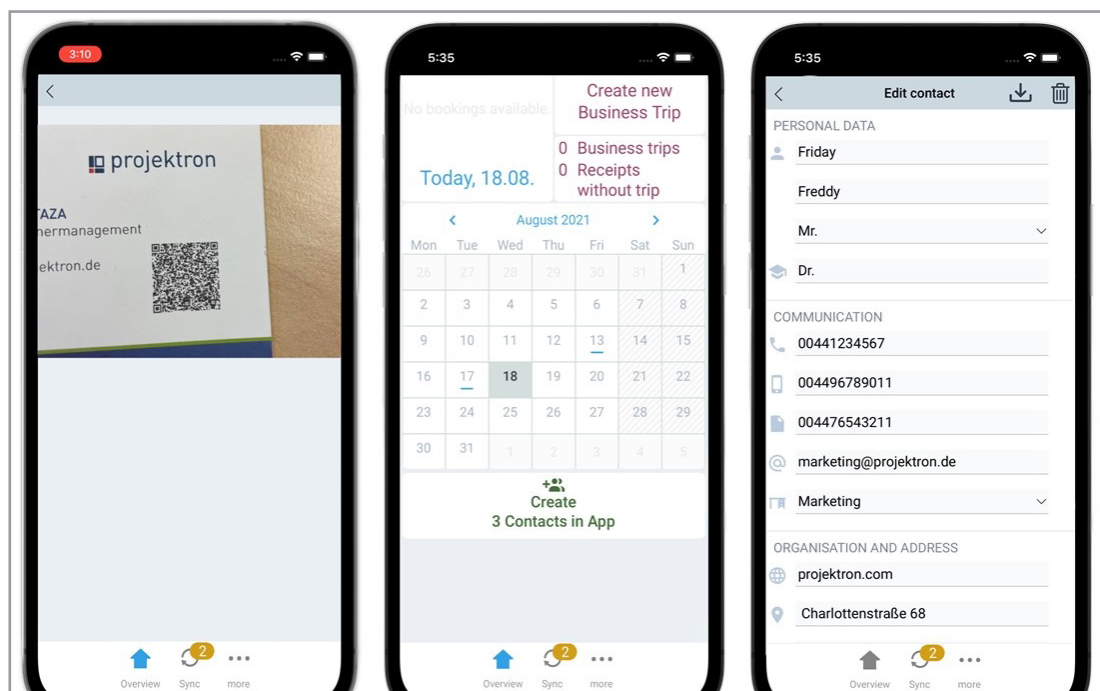 3:10
projektron
TAZA
nermanagement
ektron.de
Overview
Sync
2
more
5:35
No bookings available.
Create new
Business Trip
Today, 18.08.
0 Business trips
0 Receipts
without trip
August 2021
Mon Tue Wed Thu Fri Sat Sun
26 27 28 29 30 31 1
2 3 4 5 6 7 8
9 10 11 12 13 14 15
16 17 18 19 20 21 22
23 24 25 26 27 28 29
30 31 1 2 3 4 5
Create
3 Contacts in App
Overview
Sync
2
more
5:35
Edit contact
PERSONAL DATA
Friday
Freddy
Mr.
Dr.
COMMUNICATION
00441234567
004496789011
004476543211
marketing@projektron.de
Marketing
ORGANISATION AND ADDRESS
projektron.com
Charlottenstraße 68
Overview
Sync
2
more